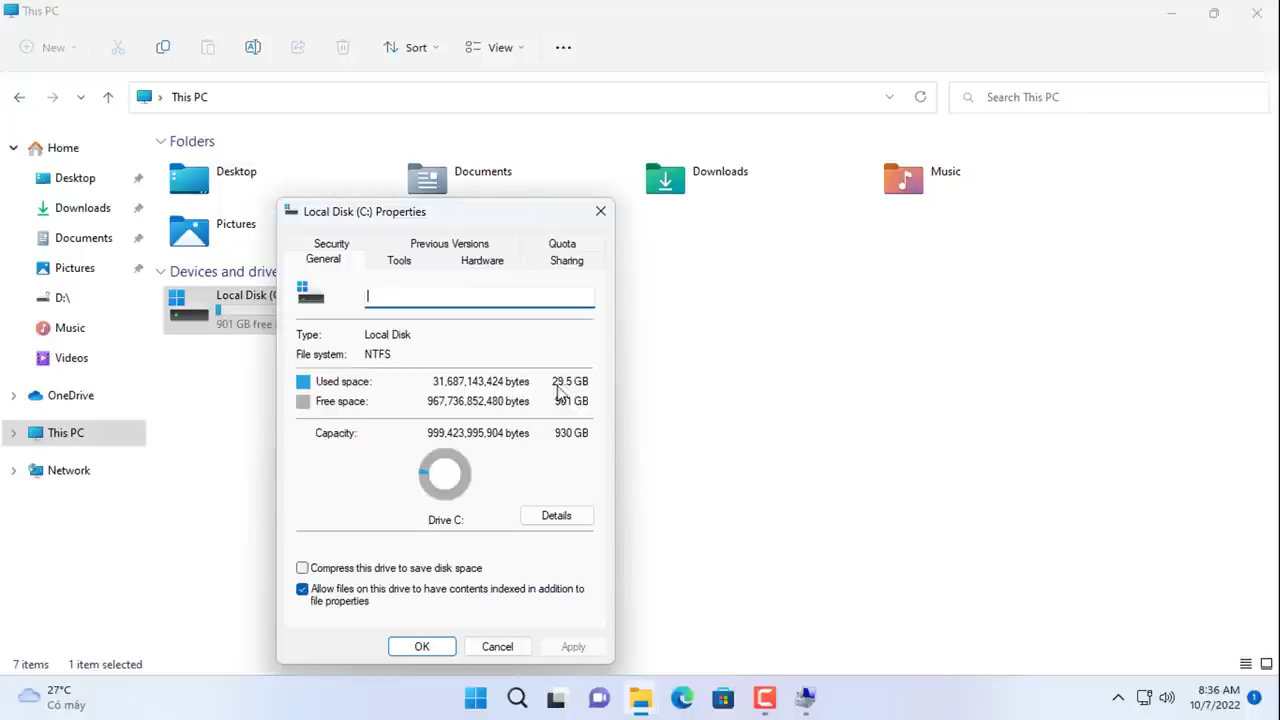 This PC
New
Sort
View
This PC
Search This PC
Home
Desktop
Downloads
Documents
Pictures
D:\
Music
Videos
OneDrive
This PC
Network
Folders
Desktop
Documents
Downloads
Music
Pictures
Devices and drive
Local Disk (
901 GB free
Local Disk (C:) Properties
Security
Previous Versions
Quota
General
Tools
Hardware
Sharing
Type: Local Disk
File system: NTFS
Used space: 31,687,143,424 bytes 29.5 GB
Free space: 967,736,852,480 bytes 901 GB
Capacity: 999,423,995,904 bytes 930 GB
Drive C:
Details
Compress this drive to save disk space
Allow files on this drive to have contents indexed in addition to
file properties
OK
Cancel
Apply
7 items
1 item selected
27°C
Có mây
8:36 AM
10/7/2022
1